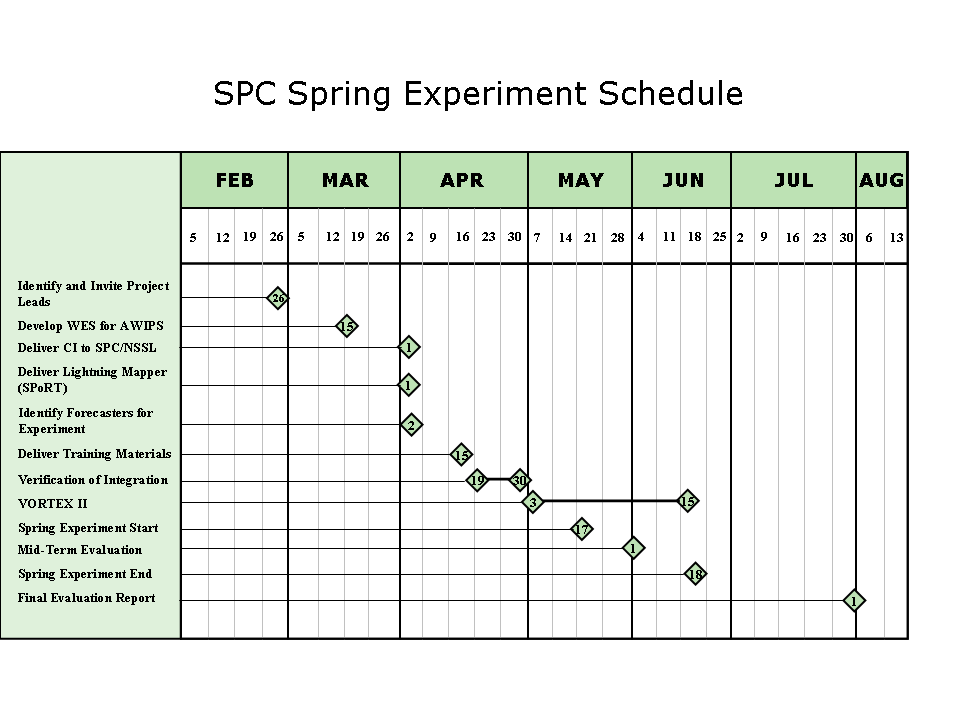 SPC Spring Experiment Schedule
FEB MAR APR MAY JUN JUL AUG
5 12 19 26 5 12 19 26 2 9 16 23 30 7 14 21 28 4 11 18 25 2 9 16 23 30 6 13
Identify and Invite Project
Leads
26
Develop WES for AWIPS 15
Deliver CI to SPC/NSSL 1
Deliver Lightning Mapper
(SPoRT)
1
Identify Forecasters for
Experiment
2
Deliver Training Materials 15
Verification of Integration 19 30
VORTEX II 3 15
Spring Experiment Start 17
Mid-Term Evaluation 1
Spring Experiment End 18
Final Evaluation Report 1